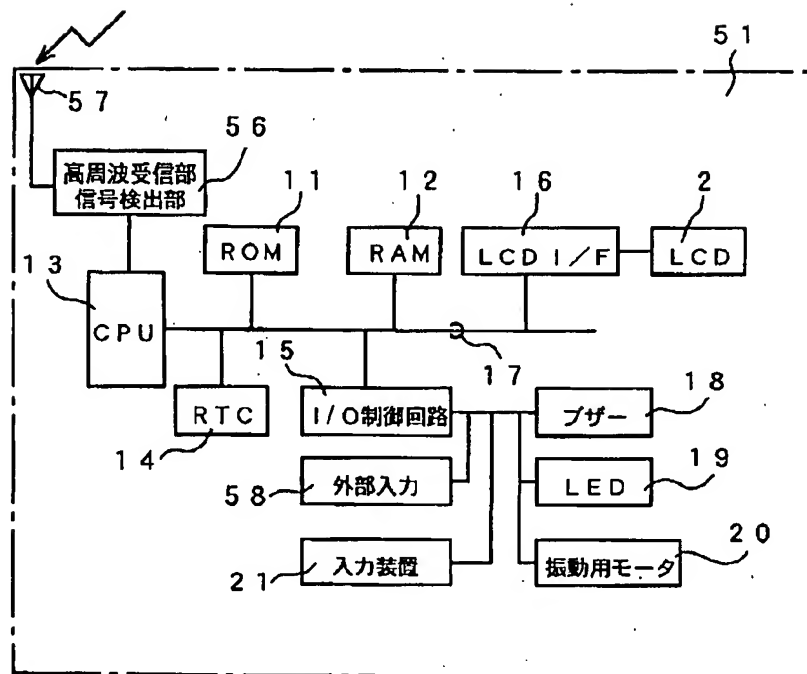 51
57
56
高周波受信部
信号検出部
11
12
16
2
ROM
RAM
LCD I/F
LCD
13
CPU
15
17
18
RTC
I/O制御回路
ブザー
14
19
外部入力
LED
58
20
入力装置
振動用モータ
21